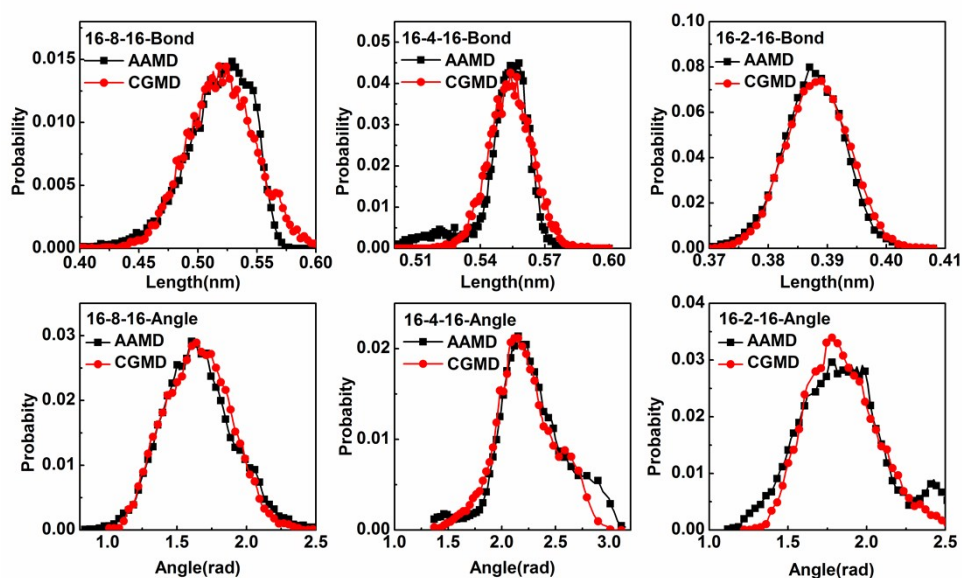 16-8-16-Bond
AAMD
CGMD
Probability
0.015
0.010
0.005
0.000
0.40 0.45 0.50 0.55 0.60
Length(nm)
16-4-16-Bond
AAMD
CGMD
Probability
0.05
0.04
0.03
0.02
0.01
0.00
0.51 0.54 0.57 0.60
Length(nm)
16-2-16-Bond
AAMD
CGMD
Probability
0.10
0.08
0.06
0.04
0.02
0.00
0.37 0.38 0.39 0.40 0.41
Length(nm)
16-8-16-Angle
AAMD
CGMD
Probabity
0.03
0.02
0.01
0.00
1.0 1.5 2.0 2.5
Angle(rad)
16-4-16-Angle
AAMD
CGMD
Probabity
0.02
0.01
0.00
1.0 1.5 2.0 2.5 3.0
Angle(rad)
16-2-16-Angle
AAMD
CGMD
Probabity
0.04
0.03
0.02
0.01
0.00
1.0 1.5 2.0 2.5
Angle(rad)